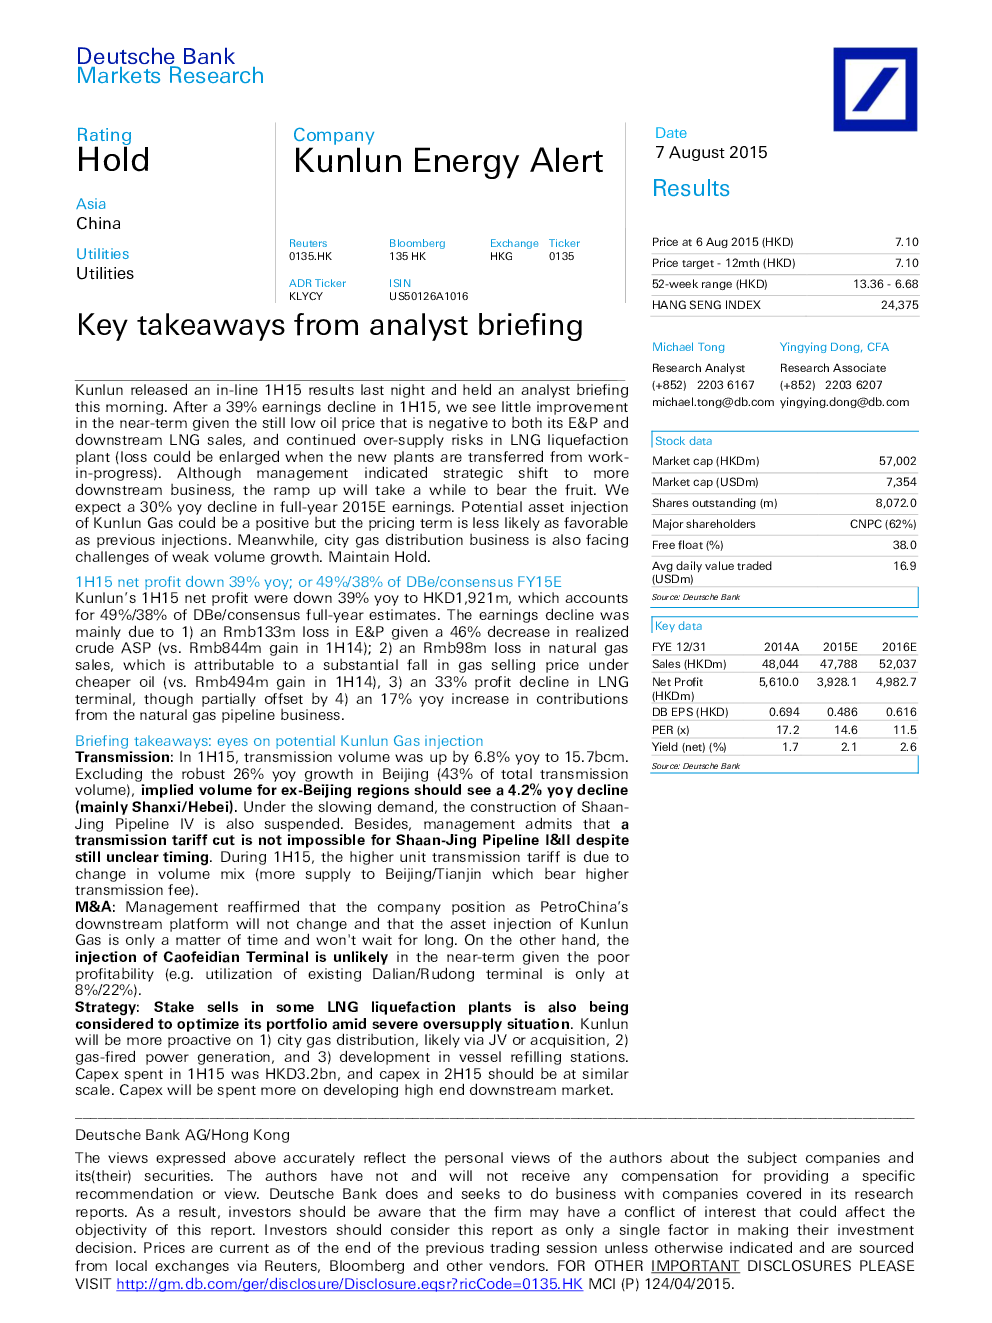 Deutsche Bank
Markets Research
Rating
Hold
Asia
China
Utilities
Utilities
Company
Kunlun Energy Alert
Reuters Bloomberg Exchange Ticker
0135.HK 135 HK HKG 0135
ADR Ticker ISIN
KLYCY US50126A1016
Date
7 August 2015
Results
Price at 6 Aug 2015 (HKD) 7.10
Price target - 12mth (HKD) 7.10
52-week range (HKD) 13.36 - 6.68
HANG SENG INDEX 24,375
Key takeaways from analyst briefing
Kunlun released an in-line 1H15 results last night and held an analyst briefing
this morning. After a 39% earnings decline in 1H15, we see little improvement
in the near-term given the still low oil price that is negative to both its E&P and
downstream LNG sales, and continued over-supply risks in LNG liquefaction
plant (loss could be enlarged when the new plants are transferred from work-
in-progress). Although management indicated strategic shift to more
downstream business, the ramp up will take a while to bear the fruit. We
expect a 30% yoy decline in full-year 2015E earnings. Potential asset injection
of Kunlun Gas could be a positive but the pricing term is less likely as favorable
as previous injections. Meanwhile, city gas distribution business is also facing
challenges of weak volume growth. Maintain Hold.
1H15 net profit down 39% yoy; or 49%/38% of DBe/consensus FY15E
Kunlun's 1H15 net profit were down 39% yoy to HKD1,921m, which accounts
for 49%/38% of DBe/consensus full-year estimates. The earnings decline was
mainly due to 1) an Rmb133m loss in E&P given a 46% decrease in realized
crude ASP (vs. Rmb844m gain in 1H14); 2) an Rmb98m loss in natural gas
sales, which is attributable to a substantial fall in gas selling price under
cheaper oil (vs. Rmb494m gain in 1H14), 3) an 33% profit decline in LNG
terminal, though partially offset by 4) an 17% yoy increase in contributions
from the natural gas pipeline business.
Briefing takeaways: eyes on potential Kunlun Gas injection
Transmission: In 1H15, transmission volume was up by 6.8% yoy to 15.7bcm.
Excluding the robust 26% yoy growth in Beijing (43% of total transmission
volume), implied volume for ex-Beijing regions should see a 4.2% yoy decline
(mainly Shanxi/Hebei). Under the slowing demand, the construction of Shaan-
Jing Pipeline IV is also suspended. Besides, management admits that a
transmission tariff cut is not impossible for Shaan-Jing Pipeline I&II despite
still unclear timing. During 1H15, the higher unit transmission tariff is due to
change in volume mix (more supply to Beijing/Tianjin which bear higher
transmission fee).
M&A: Management reaffirmed that the company position as PetroChina's
downstream platform will not change and that the asset injection of Kunlun
Gas is only a matter of time and won't wait for long. On the other hand, the
injection of Caofeidian Terminal is unlikely in the near-term given the poor
profitability (e.g. utilization of existing Dalian/Rudong terminal is only at
8%/22%).
Strategy: Stake sells in some LNG liquefaction plants is also being
considered to optimize its portfolio amid severe oversupply situation. Kunlun
will be more proactive on 1) city gas distribution, likely via JV or acquisition, 2)
gas-fired power generation, and 3) development in vessel refilling stations.
Capex spent in 1H15 was HKD3.2bn, and capex in 2H15 should be at similar
scale. Capex will be spent more on developing high end downstream market.
Michael Tong Yingying Dong, CFA
Research Analyst Research Associate
(+852) 2203 6167 (+852) 2203 6207
michael.tong@db.com yingying.dong@db.com
Stock data
Market cap (HKDm) 57,002
Market cap (USDm) 7,354
Shares outstanding (m) 8,072.0
Major shareholders CNPC (62%)
Free float (%) 38.0
Avg daily value traded 16.9
(USDm)
Source: Deutsche Bank
Key data
FYE 12/31 2014A 2015E 2016E
Sales (HKDm) 48,044 47,788 52,037
Net Profit 5,610.0 3,928.1 4,982.7
(HKDm)
DB EPS (HKD) 0.694 0.486 0.616
PER (x) 17.2 14.6 11.5
Yield (net) (%) 1.7 2.1 2.6
Source: Deutsche Bank
Deutsche Bank AG/Hong Kong
The views expressed above accurately reflect the personal views of the authors about the subject companies and
its(their) securities. The authors have not and will not receive any compensation for providing a specific
recommendation or view. Deutsche Bank does and seeks to do business with companies covered in its research
reports. As a result, investors should be aware that the firm may have a conflict of interest that could affect the
objectivity of this report. Investors should consider this report as only a single factor in making their investment
decision. Prices are current as of the end of the previous trading session unless otherwise indicated and are sourced
from local exchanges via Reuters, Bloomberg and other vendors. FOR OTHER IMPORTANT DISCLOSURES PLEASE
VISIT http://gm.db.com/ger/disclosure/Disclosure.eqsr?ricCode=0135.HK MCI (P) 124/04/2015.